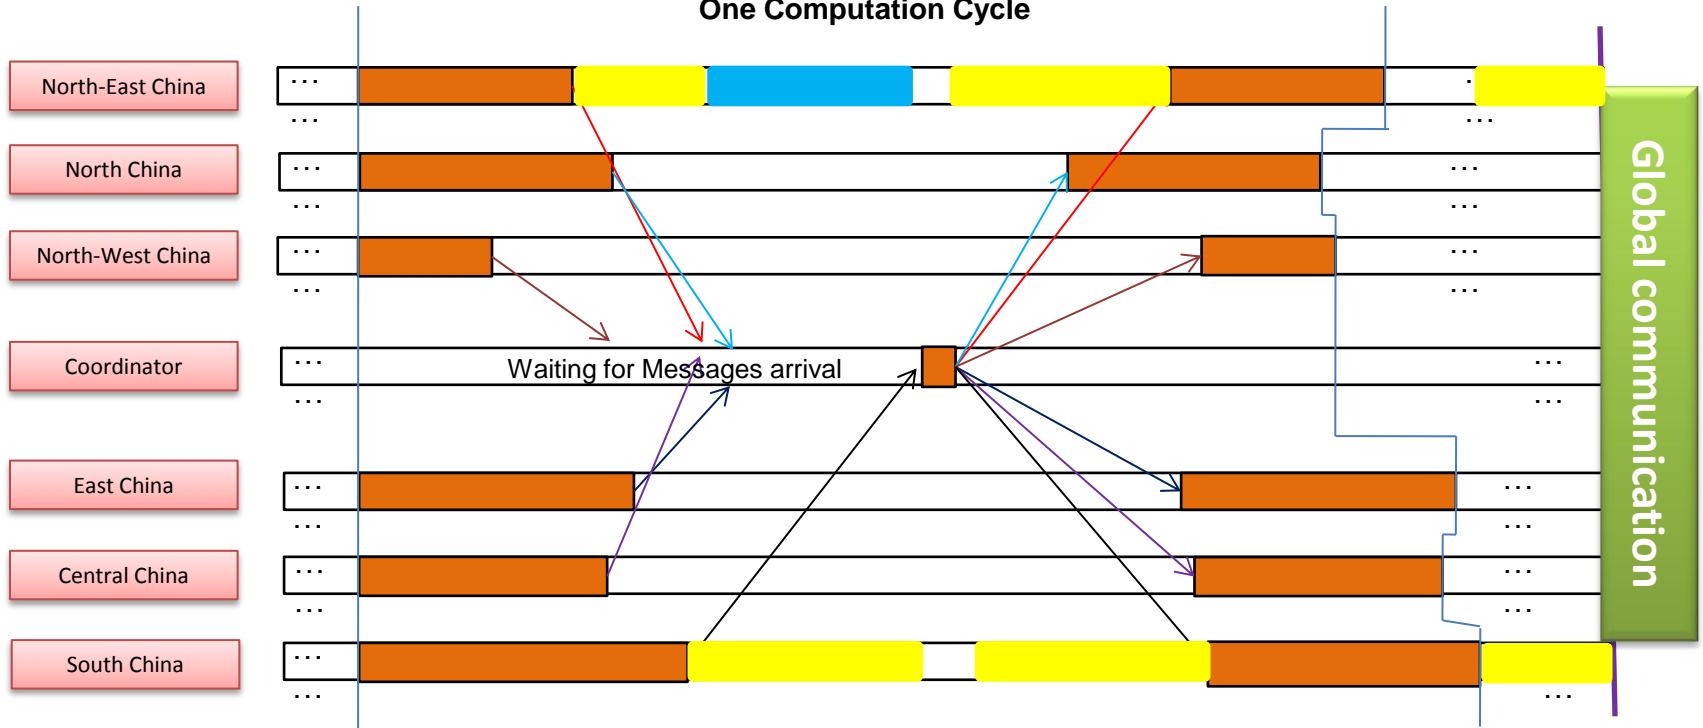 One Computation Cycle
North-East China
...
...
...
...
North China
...
...
...
...
North-West China
...
...
...
...
Coordinator
...
Waiting for Messages arrival
...
...
...
East China
...
...
...
...
Central China
...
...
...
...
South China
...
...
...
Global communication